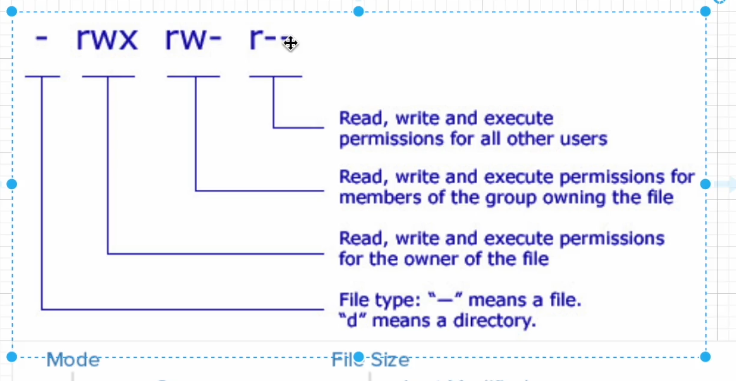 - rwx rw- r--
Read, write and execute
permissions for all other users
Read, write and execute permissions for
members of the group owning the file
Read, write and execute permissions
for the owner of the file
File type: “—” means a file.
“d” means a directory.
Mode File Size